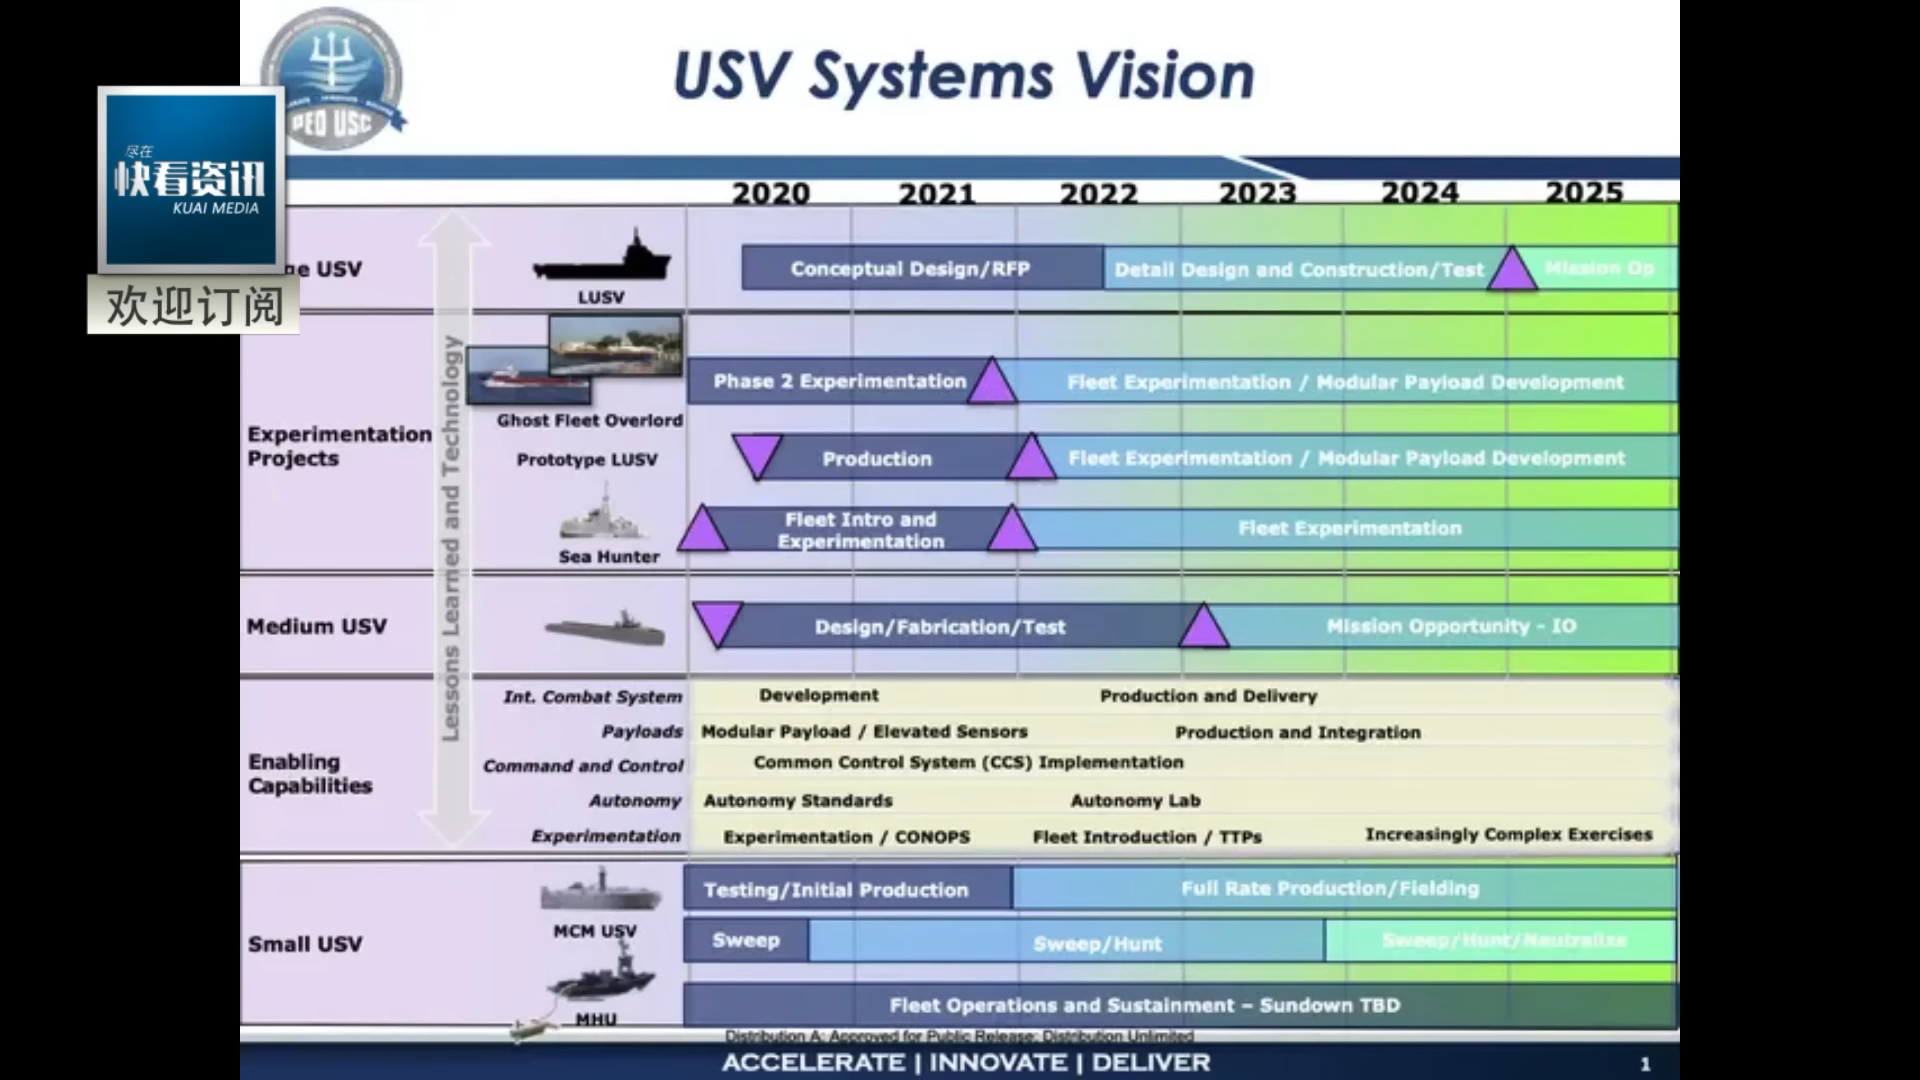 USV Systems Vision
PEO USC
尽在
快看资讯
KUAI MEDIA
欢迎订阅
2020 2021 2022 2023 2024 2025
USV
LUSV
Conceptual Design/RFP
Detail Design and Construction/Test
Mission Op
Lessons Learned and Technology
Experimentation
Projects
Ghost Fleet Overlord
Phase 2 Experimentation
Fleet Experimentation / Modular Payload Development
Prototype LUSV
Production
Fleet Experimentation / Modular Payload Development
Sea Hunter
Fleet Intro and
Experimentation
Fleet Experimentation
Medium USV
Design/Fabrication/Test
Mission Opportunity - IO
Enabling
Capabilities
Int. Combat System
Development
Production and Delivery
Payloads
Modular Payload / Elevated Sensors
Production and Integration
Command and Control
Common Control System (CCS) Implementation
Autonomy
Autonomy Standards
Autonomy Lab
Experimentation
Experimentation / CONOPS
Fleet Introduction / TTPs
Increasingly Complex Exercises
Small USV
MCM USV
Testing/Initial Production
Full Rate Production/Fielding
Sweep
Sweep/Hunt
Sweep/Hunt/Neutralize
MHU
Fleet Operations and Sustainment – Sundown TBD
Distribution A: Approved for Public Release: Distribution Unlimited
ACCELERATE | INNOVATE | DELIVER
1